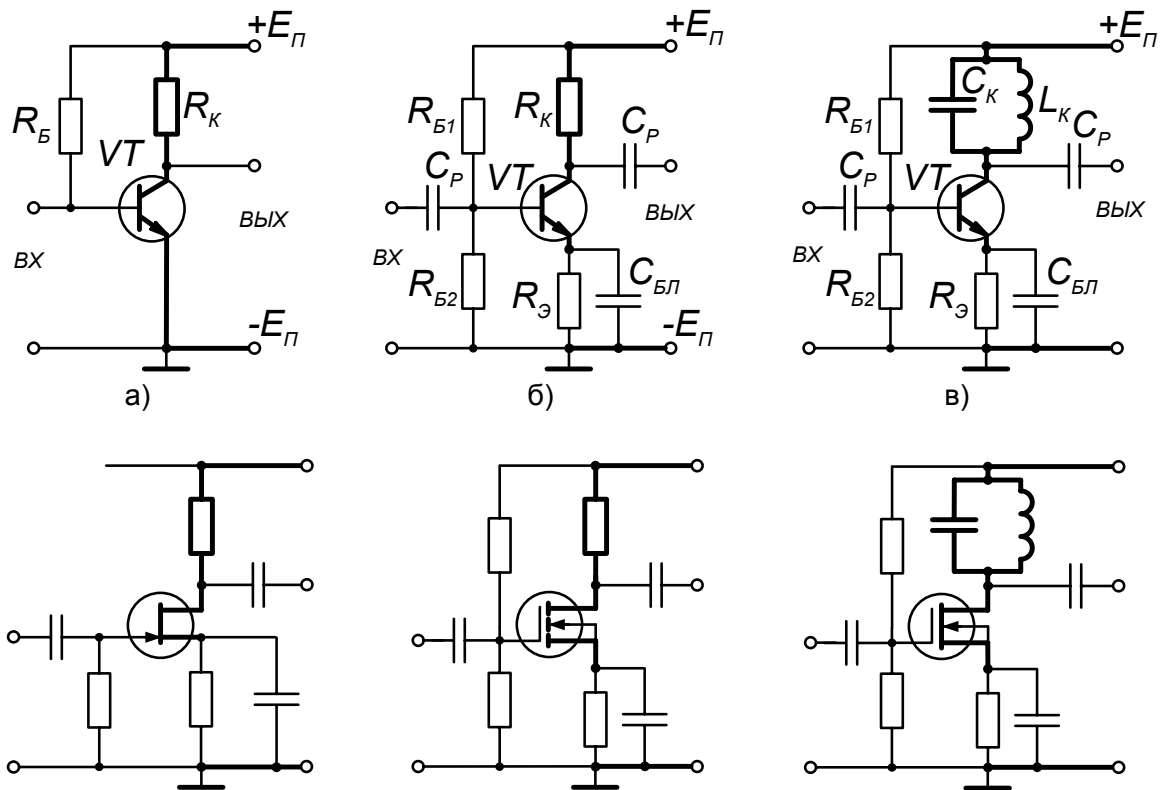 +EП
RБ
RК
VT
ВХ
ВЫХ
-EП
а)
+EП
RБ1
RК
CР
CР
VT
ВХ
ВЫХ
RБ2
RЭ
CБЛ
-EП
б)
+EП
CК
LК
RБ1
CР
CР
VT
ВХ
ВЫХ
RБ2
RЭ
CБЛ
в)